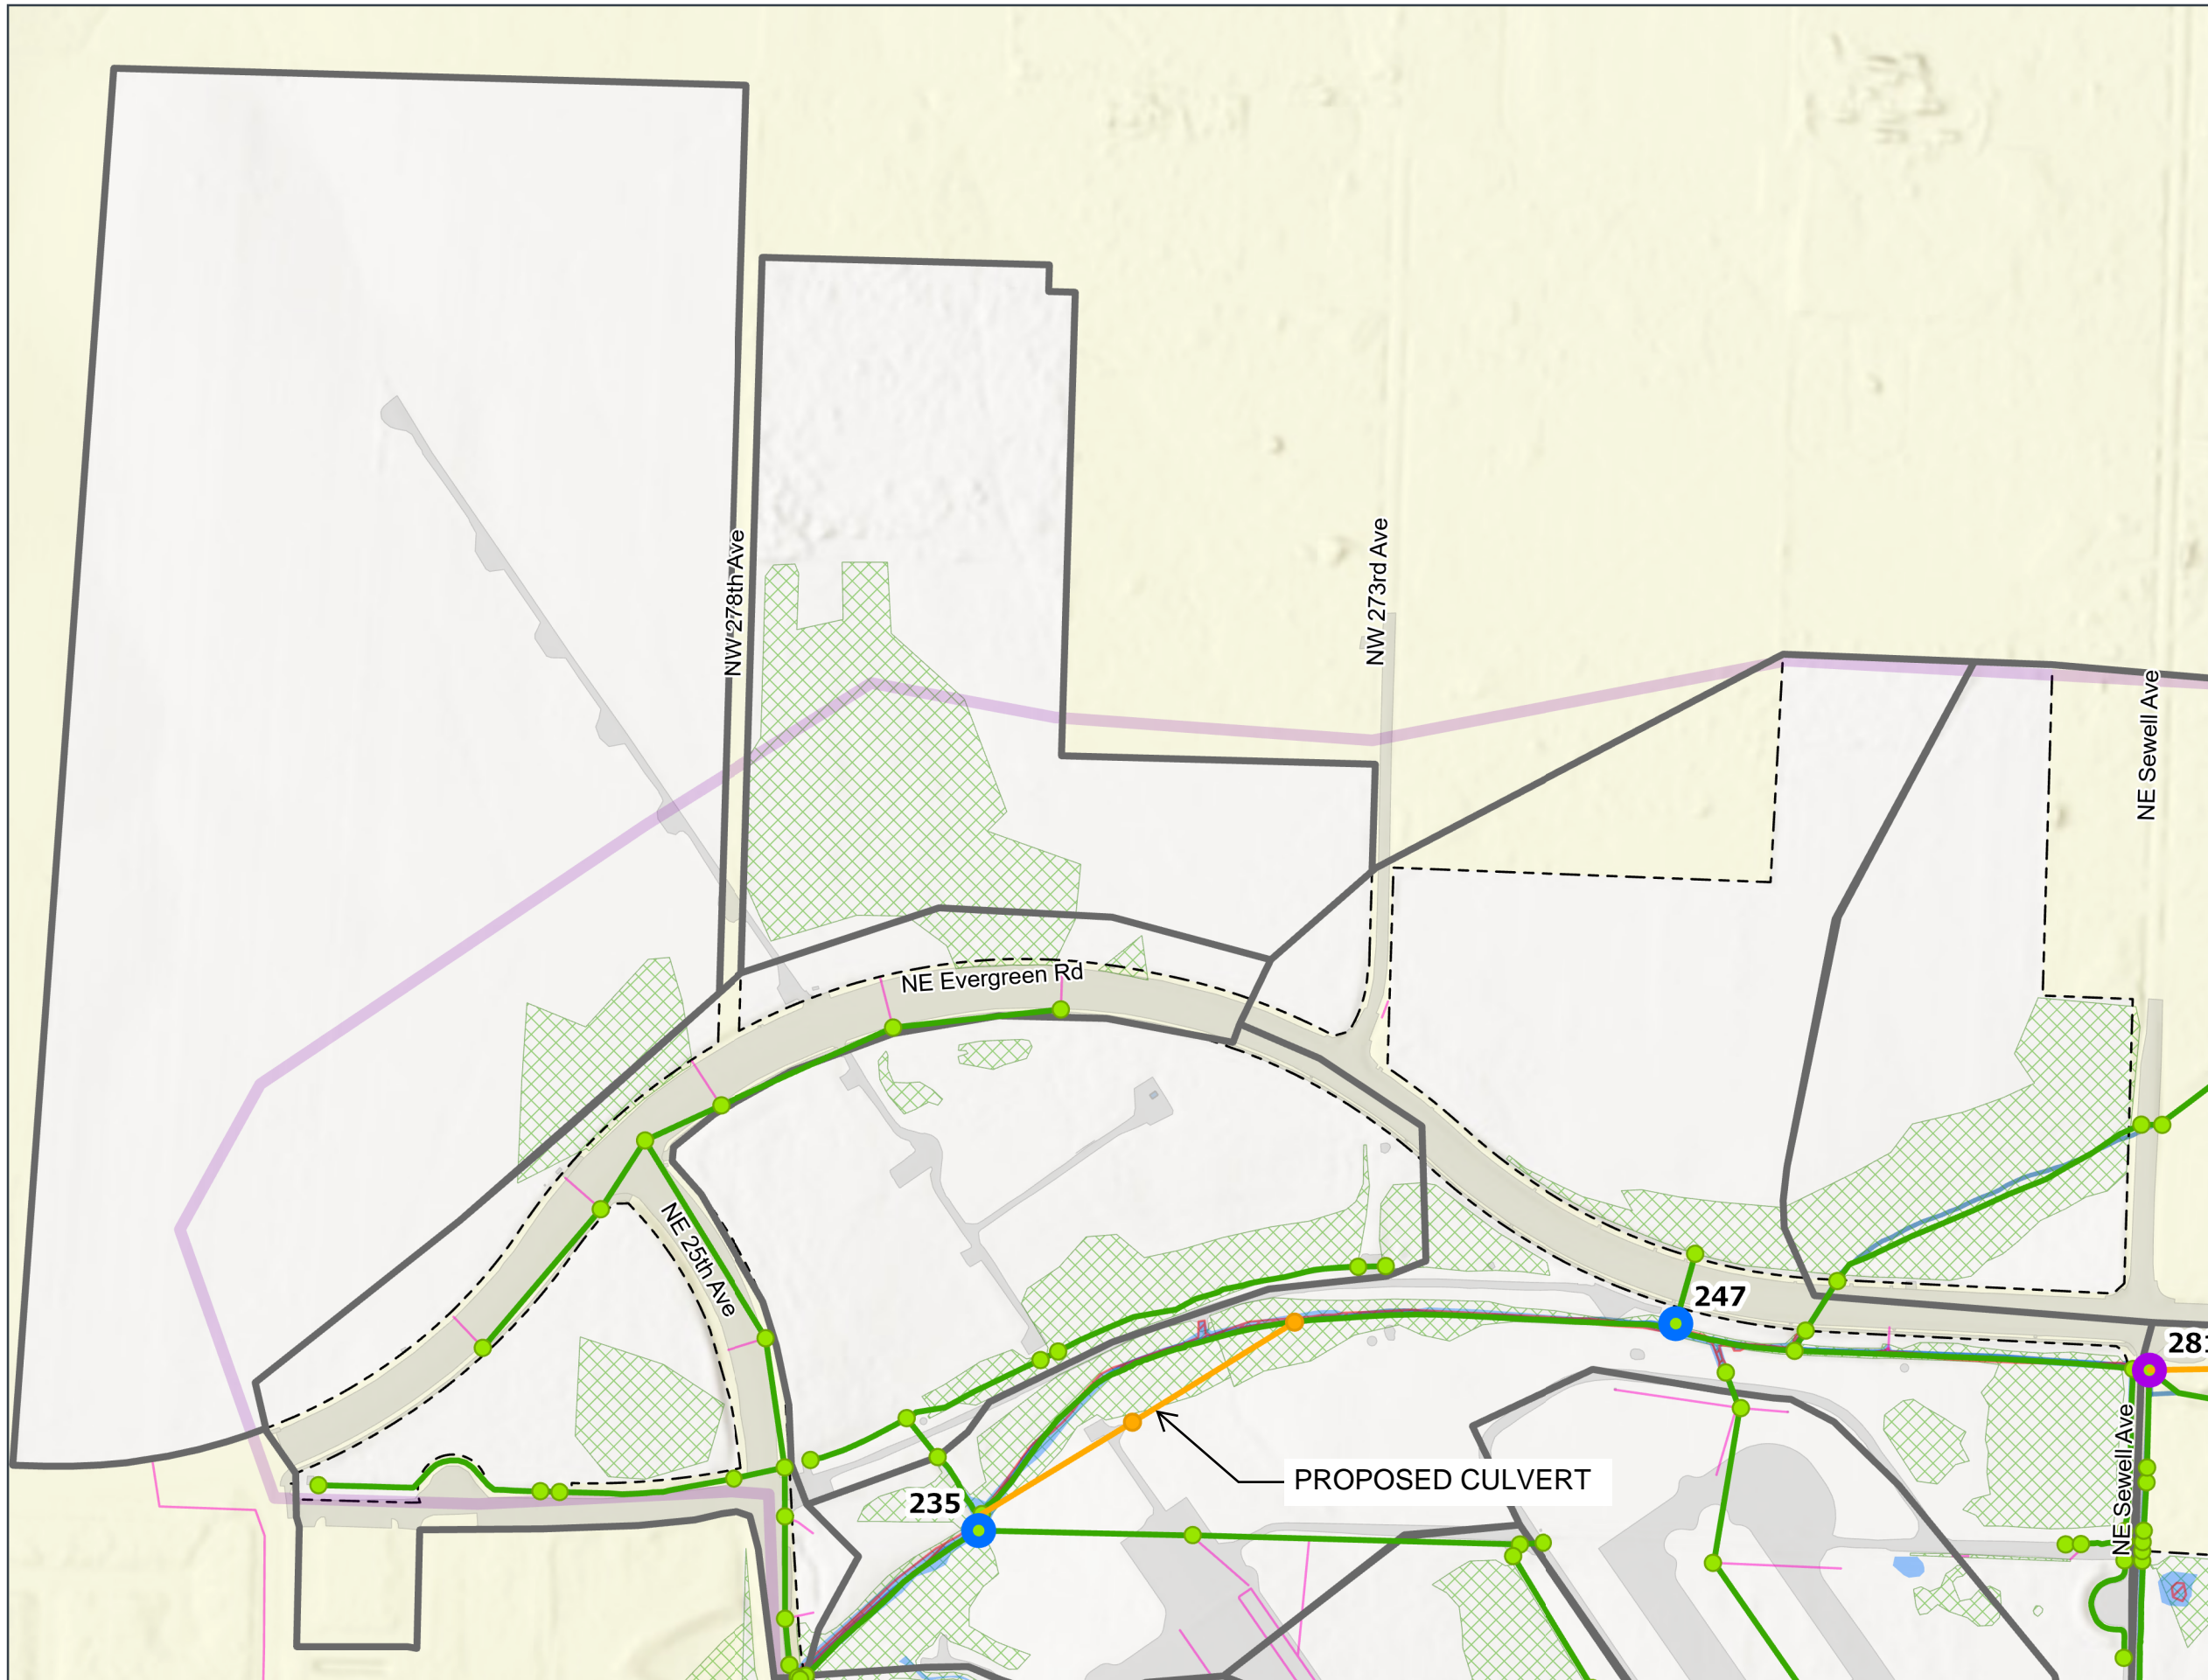 NW 278th Ave
NW 273rd Ave
NE Sewell Ave
NE Evergreen Rd
NE 25th Ave
247
281
PROPOSED CULVERT
235
NE Sewell Ave